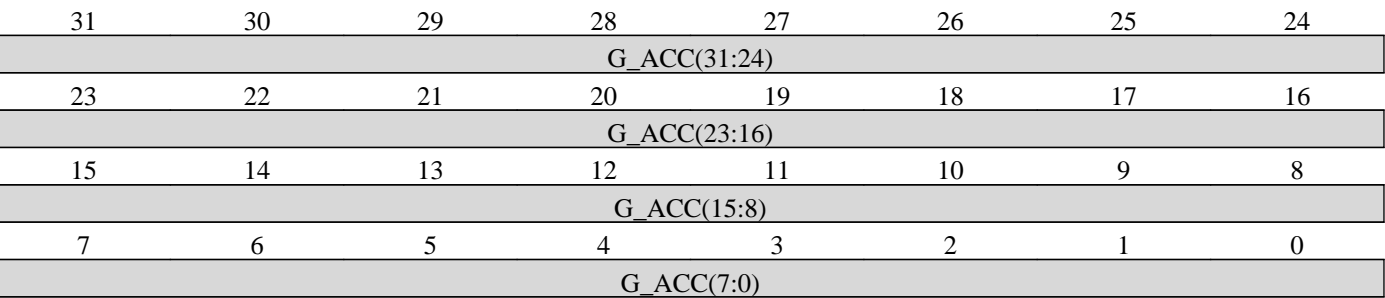 31 30 29 28 27 26 25 24
G_ACC(31:24)
23 22 21 20 19 18 17 16
G_ACC(23:16)
15 14 13 12 11 10 9 8
G_ACC(15:8)
7 6 5 4 3 2 1 0
G_ACC(7:0)